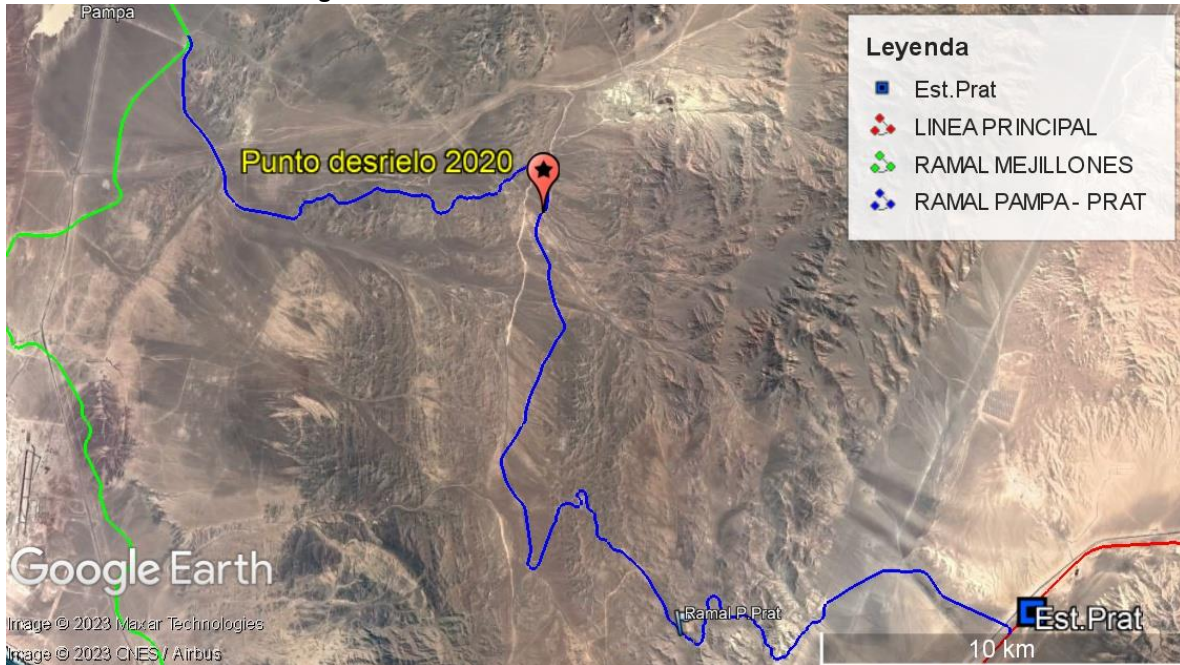 Pampa
Leyenda
Est.Prat
LINEA PRINCIPAL
RAMAL MEJILLONES
RAMAL PAMPA - PRAT
Punto desrielo 2020
Google Earth
Ramal P.Prat
Est.Prat
Image © 2023 Maxar Technologies
Image © 2023 CNES / Airbus
10 km